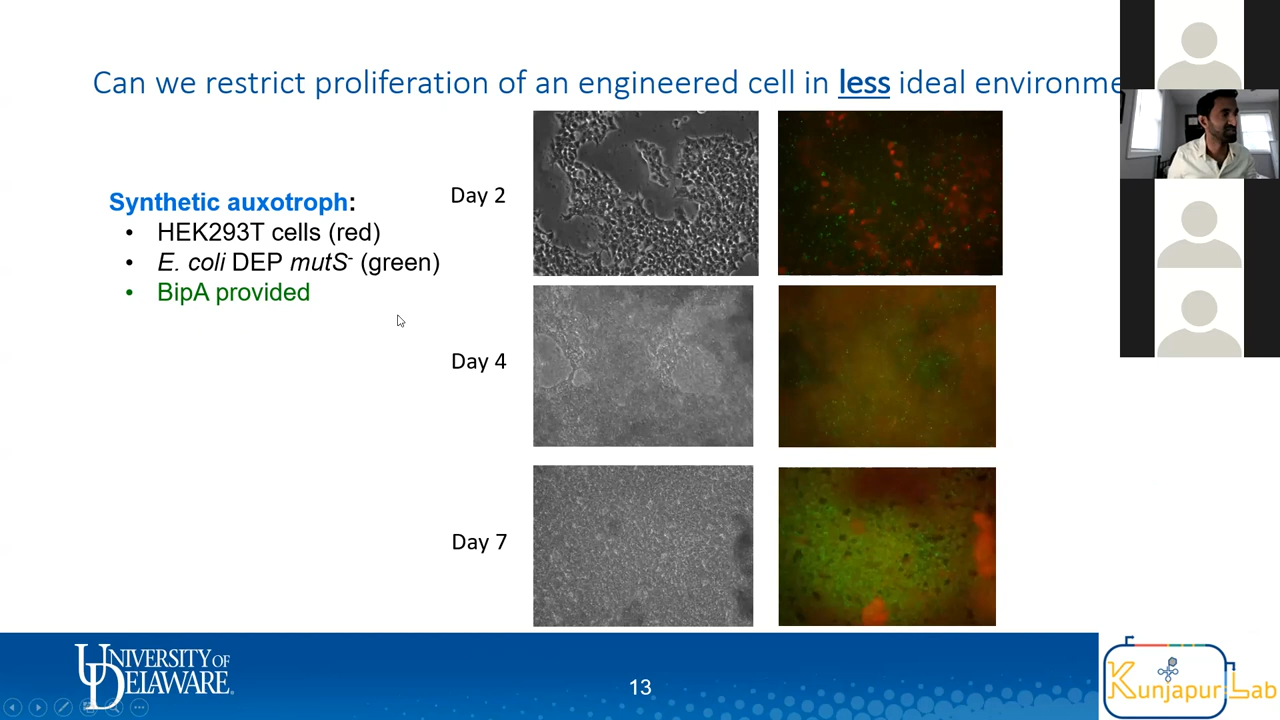 Can we restrict proliferation of an engineered cell in less ideal environme
Synthetic auxotroph:
• HEK293T cells (red)
• E. coli DEP mutS- (green)
• BipA provided
Day 2
Day 4
Day 7
UNIVERSITY OF
DELAWARE
13
Kunjapur Lab